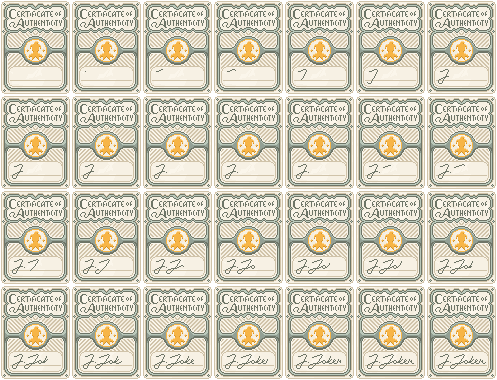 CERTIFICATE OF CERTIFICATE OF CERTIFICATE OF CERTIFICATE OF CERTIFICATE OF CERTIFICATE OF CERTIFICATE OF
AUTHENTICITY AUTHENTICITY AUTHENTICITY AUTHENTICITY AUTHENTICITY AUTHENTICITY AUTHENTICITY
J
CERTIFICATE OF CERTIFICATE OF CERTIFICATE OF CERTIFICATE OF CERTIFICATE OF CERTIFICATE OF CERTIFICATE OF
AUTHENTICITY AUTHENTICITY AUTHENTICITY AUTHENTICITY AUTHENTICITY AUTHENTICITY AUTHENTICITY
J J J J J J J
CERTIFICATE OF CERTIFICATE OF CERTIFICATE OF CERTIFICATE OF CERTIFICATE OF CERTIFICATE OF CERTIFICATE OF
AUTHENTICITY AUTHENTICITY AUTHENTICITY AUTHENTICITY AUTHENTICITY AUTHENTICITY AUTHENTICITY
J J J J J J J Jo J Jo J Jo J Jok
CERTIFICATE OF CERTIFICATE OF CERTIFICATE OF CERTIFICATE OF CERTIFICATE OF CERTIFICATE OF CERTIFICATE OF
AUTHENTICITY AUTHENTICITY AUTHENTICITY AUTHENTICITY AUTHENTICITY AUTHENTICITY AUTHENTICITY
J Jok J Jok J Joke J Joker J Joker J Joker J Joker